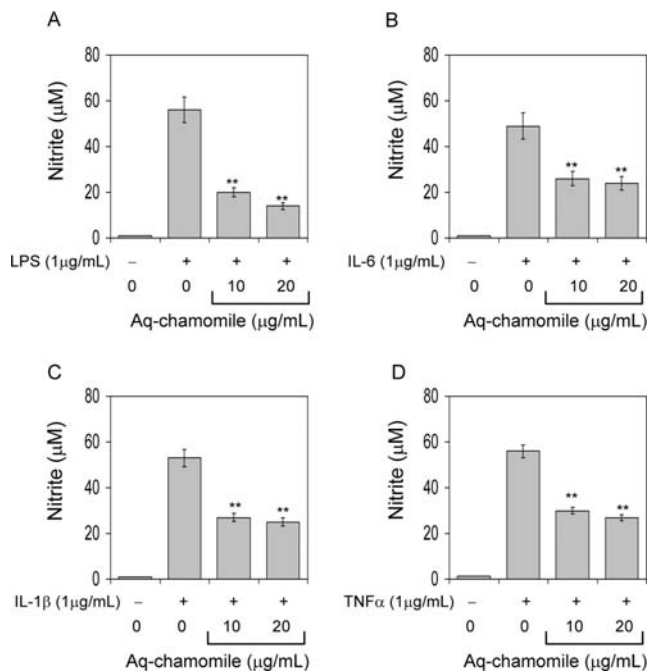 A
Nitrite (μM)
80
60
40
20
0
**
**
LPS (1μg/mL) – + + +
0 0 10 20
Aq-chamomile (μg/mL)
B
Nitrite (μM)
80
60
40
20
0
**
**
IL-6 (1μg/mL) – + + +
0 0 10 20
Aq-chamomile (μg/mL)
C
Nitrite (μM)
80
60
40
20
0
**
**
IL-1β (1μg/mL) – + + +
0 0 10 20
Aq-chamomile (μg/mL)
D
Nitrite (μM)
80
60
40
20
0
**
**
TNFα (1μg/mL) – + + +
0 0 10 20
Aq-chamomile (μg/mL)